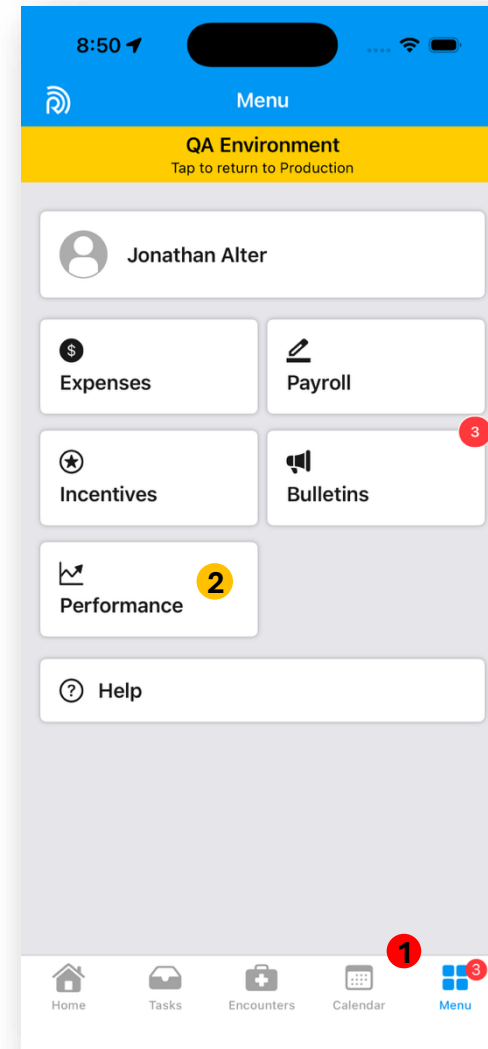 8:50
Menu
QA Environment
Tap to return to Production
Jonathan Alter
$
Expenses
Payroll
3
Incentives
Bulletins
2
Performance
? Help
1
3
Home
Tasks
Encounters
Calendar
Menu